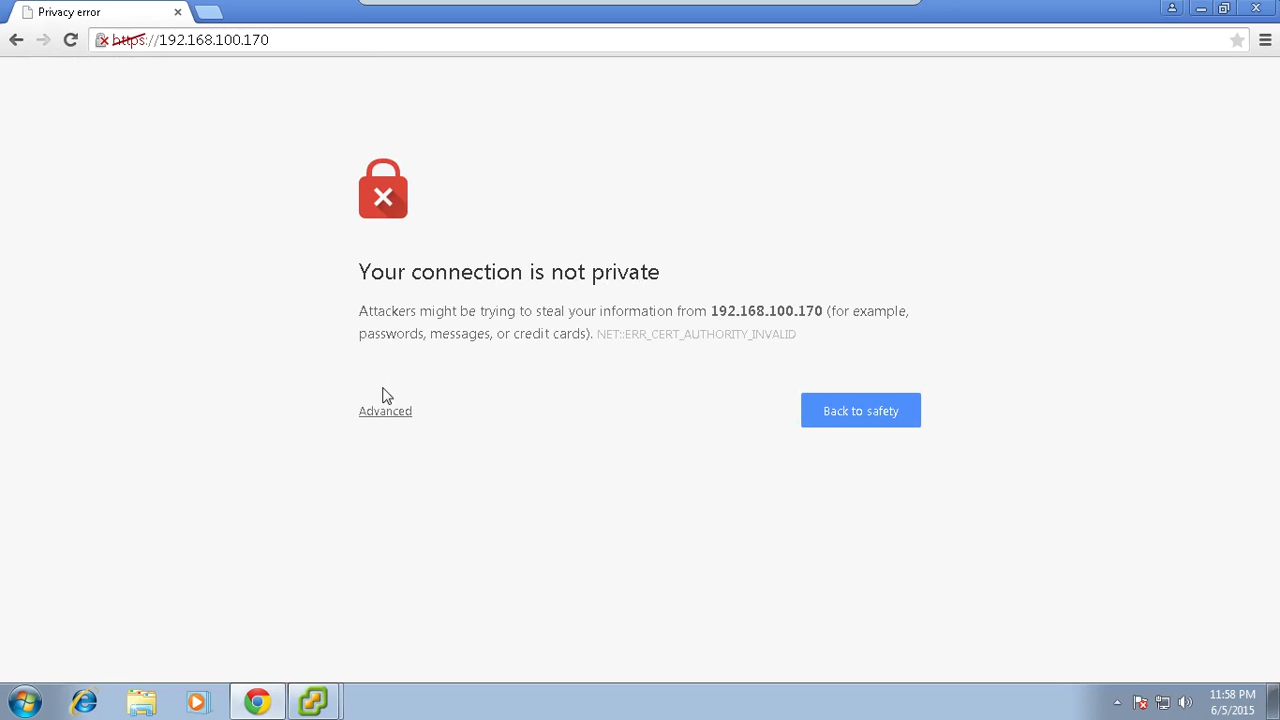 Privacy error
https://192.168.100.170
Your connection is not private
Attackers might be trying to steal your information from 192.168.100.170 (for example,
passwords, messages, or credit cards). NET::ERR_CERT_AUTHORITY_INVALID
Advanced
Back to safety
11:58 PM
6/5/2015